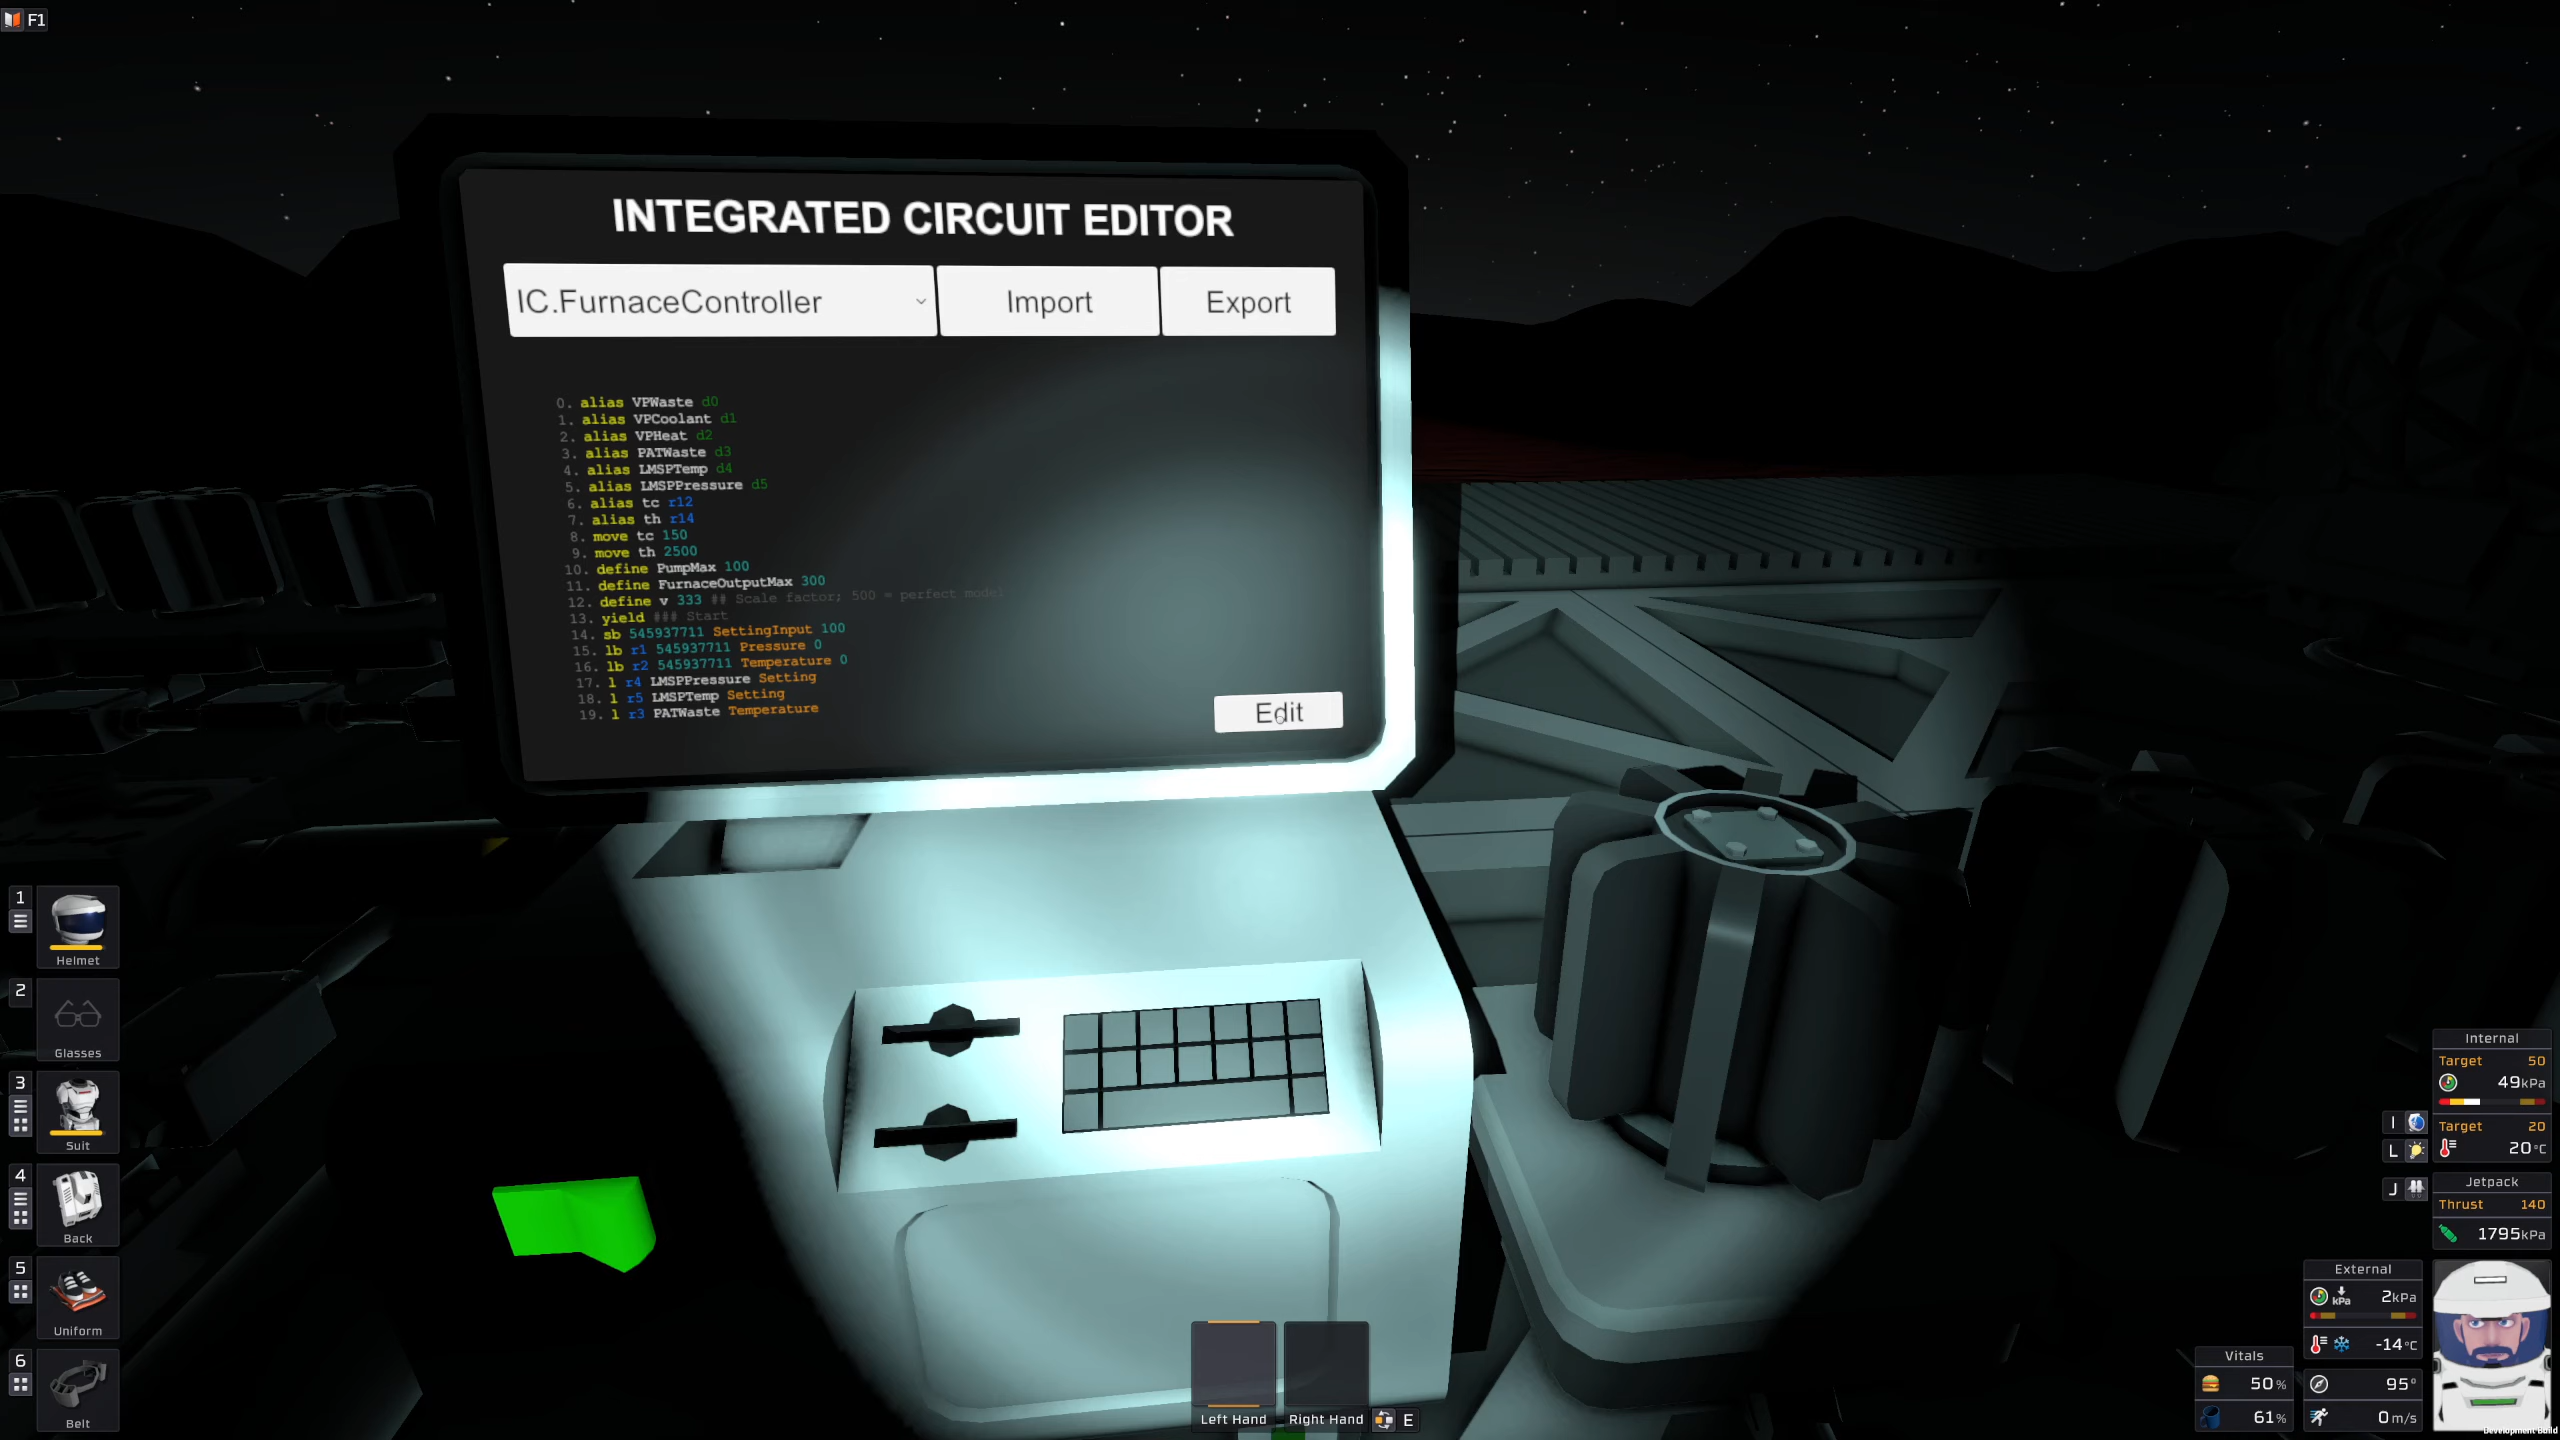 F1
INTEGRATED CIRCUIT EDITOR
IC.FurnaceController
Import
Export
0. alias VPWaste d0
1. alias VPCoolant d1
2. alias VPHeat d2
3. alias PATWaste d3
4. alias LMSPTemp d4
5. alias LMSPPressure d5
6. alias tc r12
7. alias th r14
8. move tc 150
9. move th 2500
10. define PumpMax 100
11. define FurnaceOutputMax 300
12. define v 333 ## Scale factor; 500 = perfect model
13. yield ### Start
14. sb 545937711 SettingInput 100
15. lb r1 545937711 Pressure 0
16. lb r2 545937711 Temperature 0
17. l r4 LMSPPressure Setting
18. l r5 LMSPTemp Setting
19. l r3 PATWaste Temperature
Edit
1
Helmet
2
Glasses
3
Suit
4
Back
5
Uniform
6
Belt
Left Hand
Right Hand
E
Internal
Target 50
49kPa
Target 20
I
L
20°C
J
Jetpack
Thrust 140
1795kPa
External
kPa 2kPa
-14°C
95°
0m/s
Vitals
50%
61%
Development Build